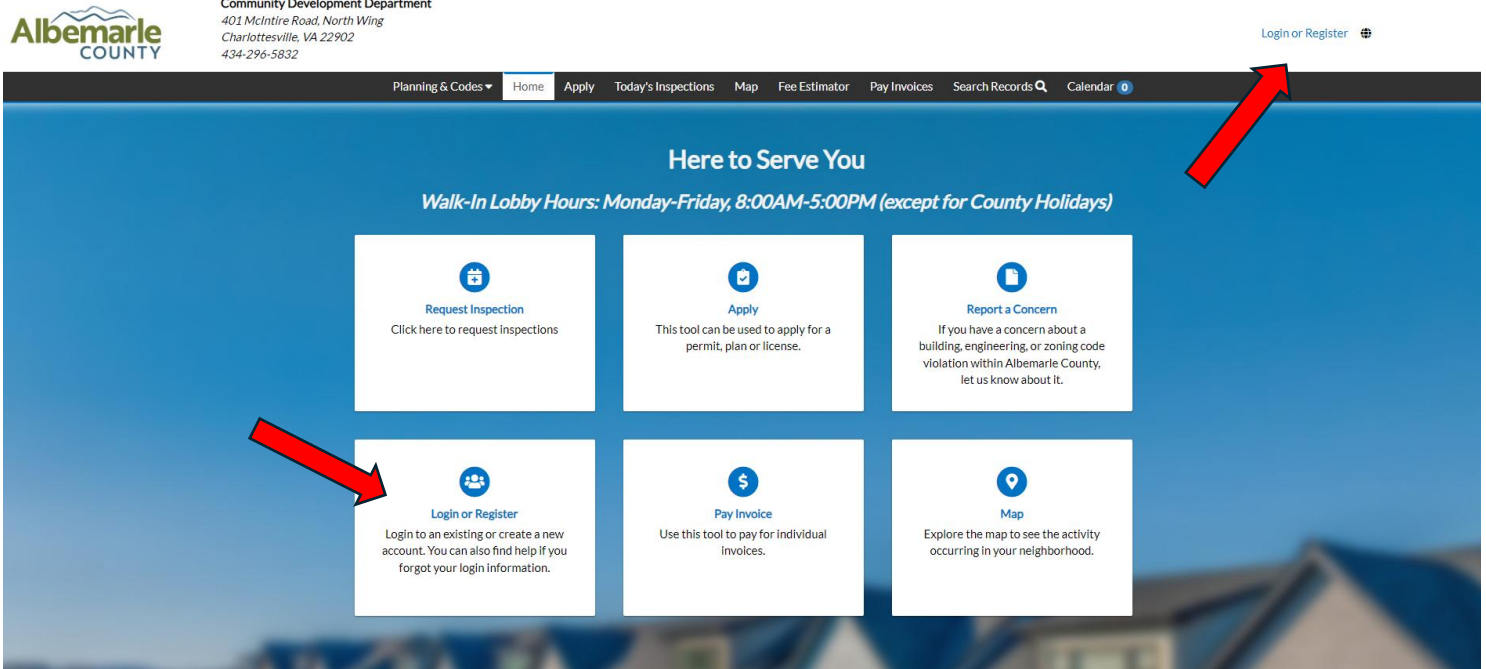 Albemarle
COUNTY
Community Development Department
401 McIntire Road, North Wing
Charlottesville, VA 22902
434-296-5832
Login or Register
Planning & Codes Home Apply Today's Inspections Map Fee Estimator Pay Invoices Search Records Calendar 0
Here to Serve You
Walk-In Lobby Hours: Monday-Friday, 8:00AM-5:00PM (except for County Holidays)
Request Inspection
Click here to request inspections
Apply
This tool can be used to apply for a
permit, plan or license.
Report a Concern
If you have a concern about a
building, engineering, or zoning code
violation within Albemarle County,
let us know about it.
Login or Register
Login to an existing or create a new
account. You can also find help if you
forgot your login information.
Pay Invoice
Use this tool to pay for individual
invoices.
Map
Explore the map to see the activity
occurring in your neighborhood.